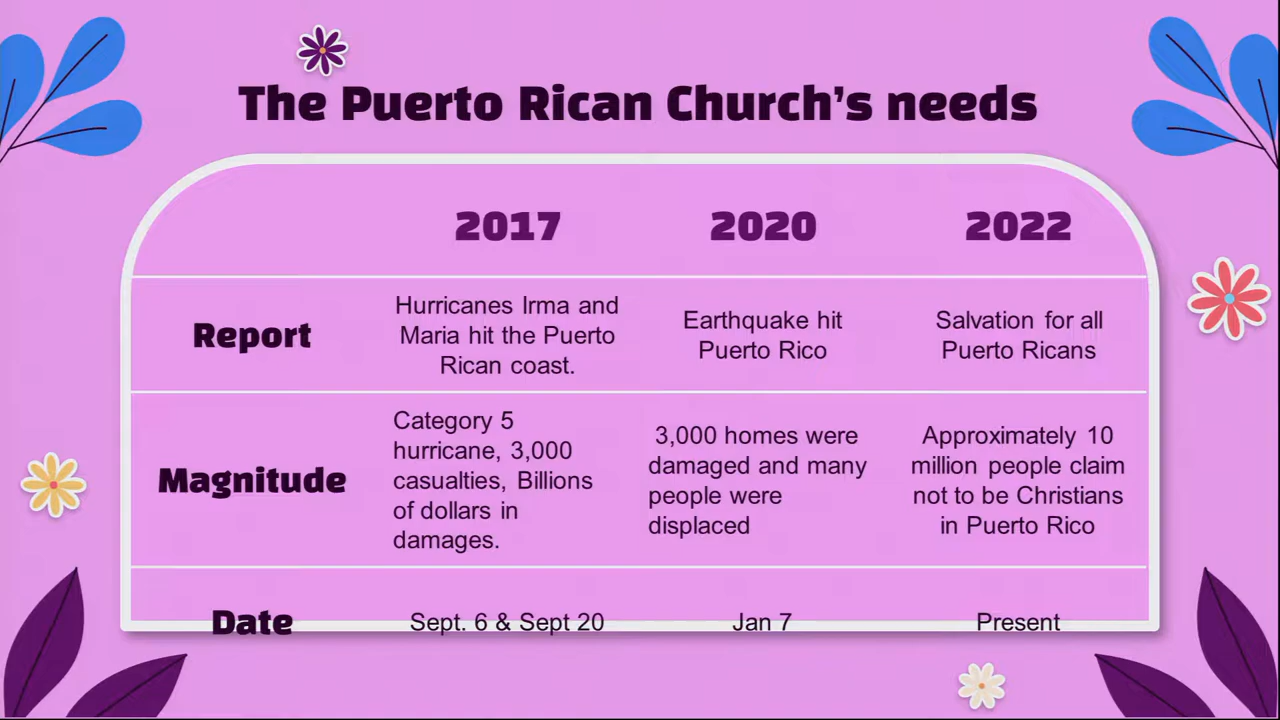 The Puerto Rican Church's needs
2017
2020
2022
Report
Hurricanes Irma and
Maria hit the Puerto
Rican coast.
Earthquake hit
Puerto Rico
Salvation for all
Puerto Ricans
Magnitude
Category 5
hurricane, 3,000
casualties, Billions
of dollars in
damages.
3,000 homes were
damaged and many
people were
displaced
Approximately 10
million people claim
not to be Christians
in Puerto Rico
Date
Sept. 6 & Sept 20
Jan 7
Present